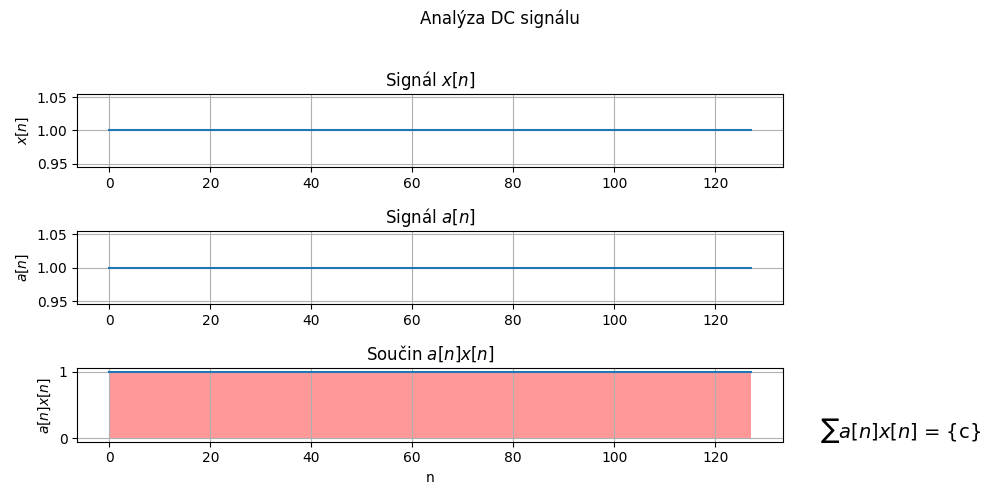 Analýza DC signálu
Signál x[n]
x[n]
1.05
1.00
0.95
0 20 40 60 80 100 120
Signál a[n]
a[n]
1.05
1.00
0.95
0 20 40 60 80 100 120
Součin a[n]x[n]
a[n]x[n]
1
0
0 20 40 60 80 100 120
n
∑a[n]x[n] = {c}